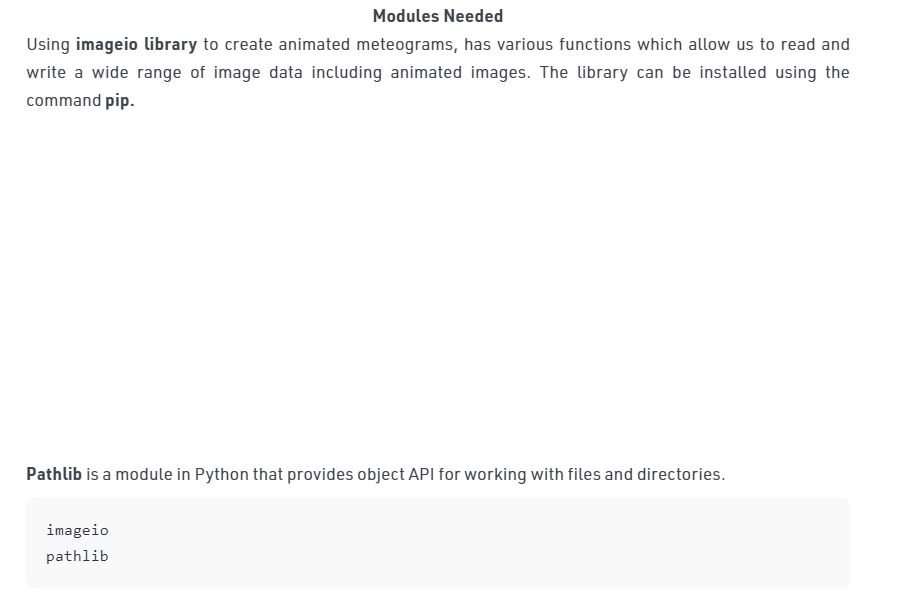 Modules Needed
Using imageio library to create animated meteograms, has various functions which allow us to read and
write a wide range of image data including animated images. The library can be installed using the
command pip.
Pathlib is a module in Python that provides object API for working with files and directories.
imageio
pathlib